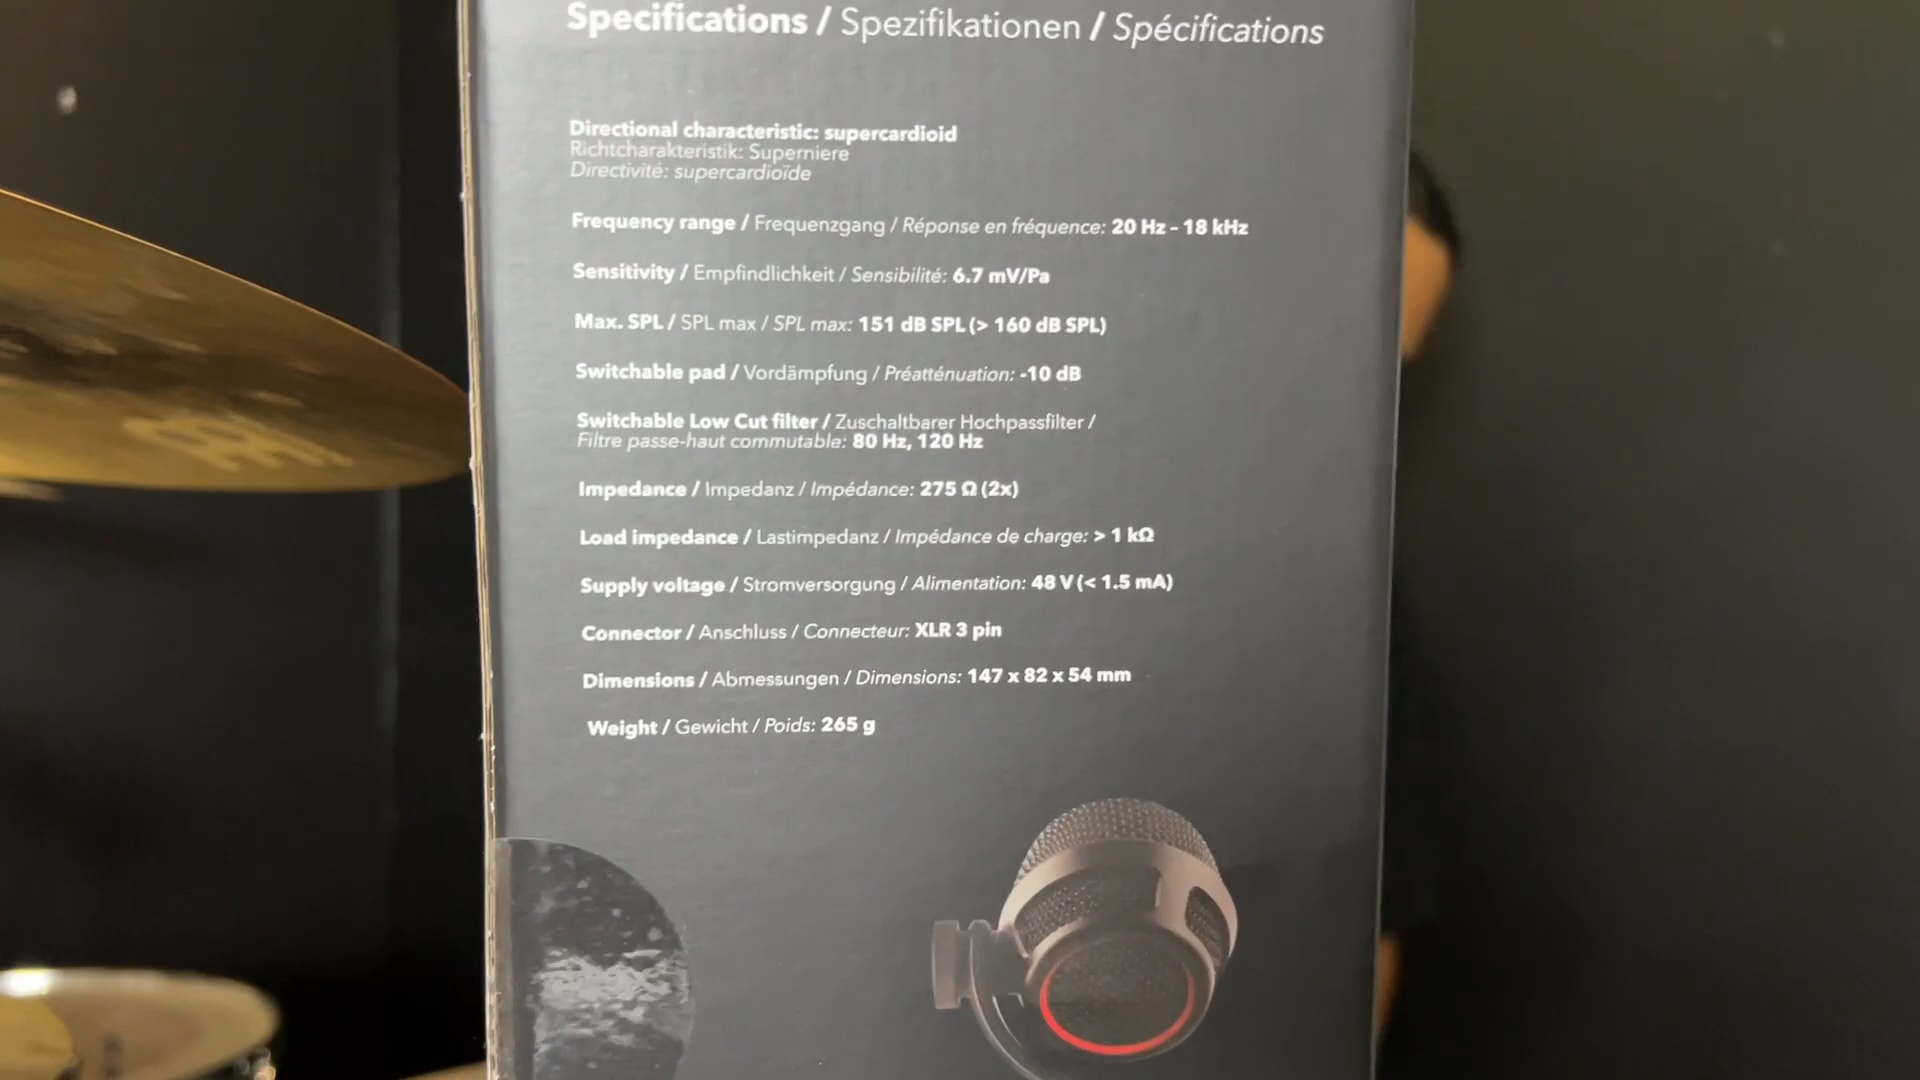 Specifications / Spezifikationen / Spécifications
Directional characteristic: supercardioid
Richtcharakteristik: Superniere
Directivité: supercardioïde
Frequency range / Frequenzgang / Réponse en fréquence: 20 Hz – 18 kHz
Sensitivity / Empfindlichkeit / Sensibilité: 6.7 mV/Pa
Max. SPL / SPL max / SPL max: 151 dB SPL (> 160 dB SPL)
Switchable pad / Vordämpfung / Préatténuation: -10 dB
Switchable Low Cut filter / Zuschaltbarer Hochpassfilter /
Filtre passe-haut commutable: 80 Hz, 120 Hz
Impedance / Impedanz / Impédance: 275 Ω (2x)
Load impedance / Lastimpedanz / Impédance de charge: > 1 kΩ
Supply voltage / Stromversorgung / Alimentation: 48 V (< 1.5 mA)
Connector / Anschluss / Connecteur: XLR 3 pin
Dimensions / Abmessungen / Dimensions: 147 x 82 x 54 mm
Weight / Gewicht / Poids: 265 g